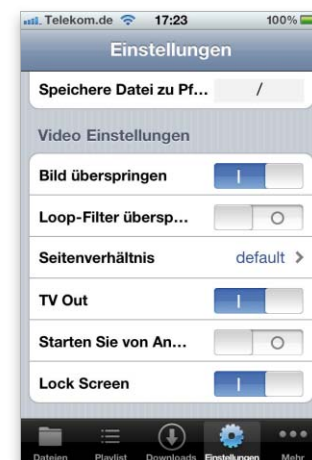 Telekom.de 17:23 100%
Einstellungen
Speichere Datei zu Pf... /
Video Einstellungen
Bild überspringen
Loop-Filter übersp...
Seitenverhältnis default
TV Out
Starten Sie von An...
Lock Screen
Dateien Playlist Downloads Einstellungen Mehr